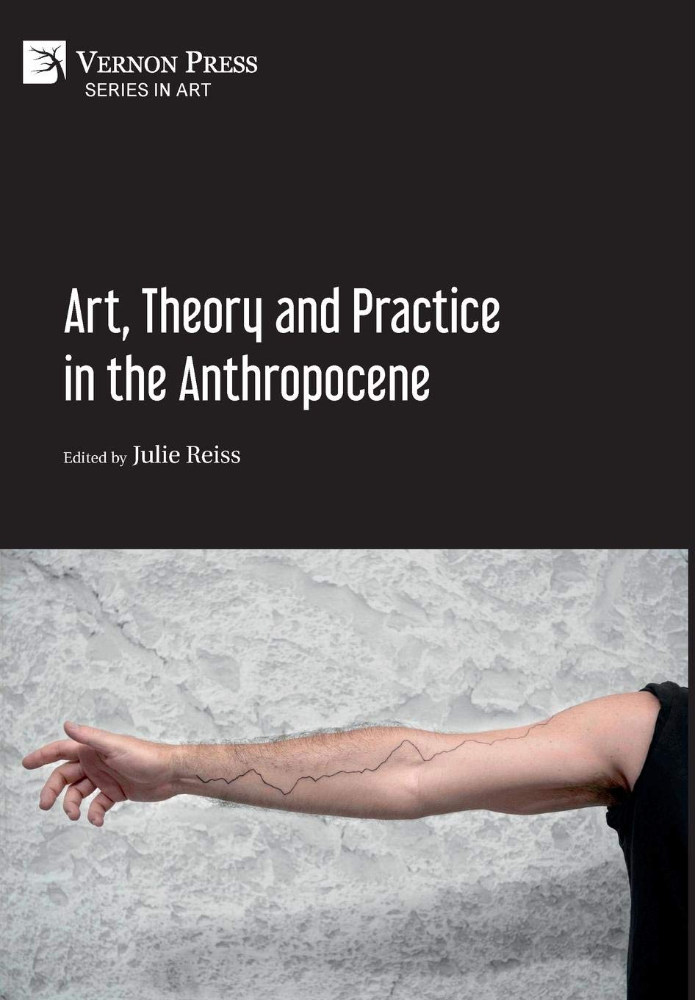 VERNON PRESS
SERIES IN ART
Art, Theory and Practice
in the Anthropocene
Edited by Julie Reiss